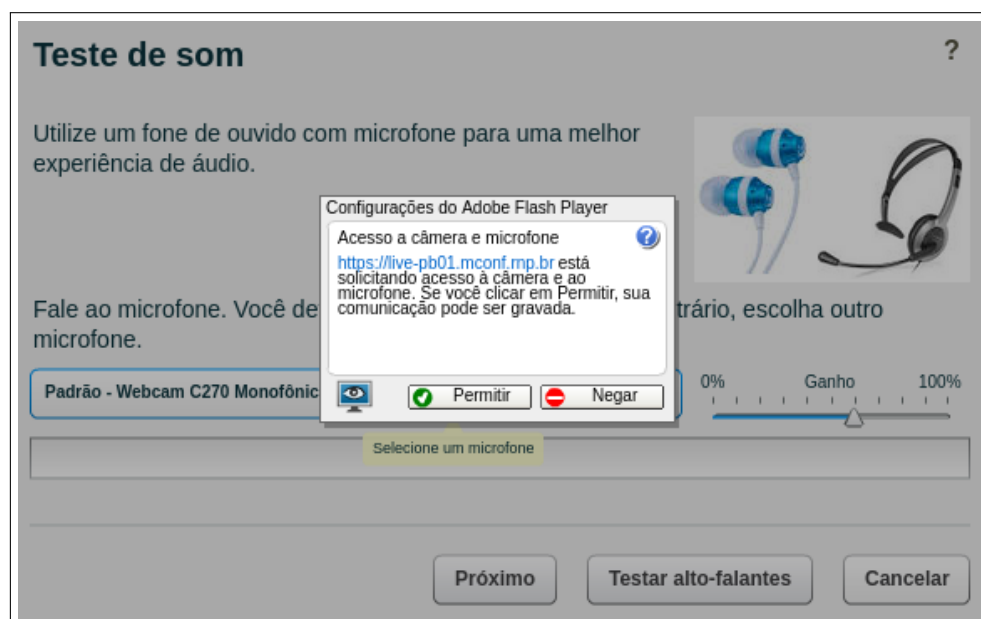 Teste de som
?
Utilize um fone de ouvido com microfone para uma melhor
experiência de áudio.
Configurações do Adobe Flash Player
Acesso a câmera e microfone
?
https://live-pb01.mconf.rnp.br está
solicitando acesso à câmera e ao
microfone. Se você clicar em Permitir, sua
comunicação pode ser gravada.
Permitir
Negar
Fale ao microfone. Você de
trário, escolha outro
microfone.
Padrão - Webcam C270 Monofônic
0%
Ganho
100%
Selecione um microfone
Próximo
Testar alto-falantes
Cancelar